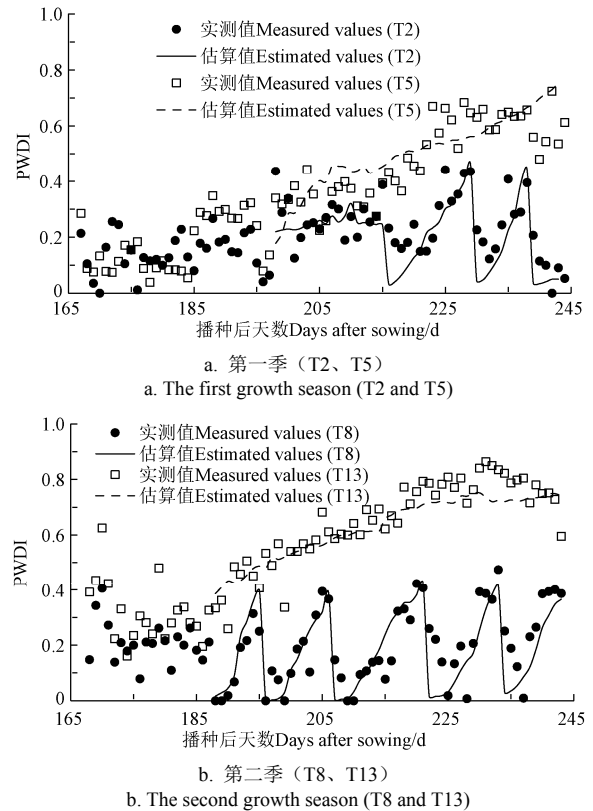 1.0
0.8
0.6
0.4
0.2
0
PWDI
实测值Measured values (T2)
估算值Estimated values (T2)
实测值Measured values (T5)
估算值Estimated values (T5)
165 185 205 225 245
播种后天数Days after sowing/d
a. 第一季（T2、T5）
a. The first growth season (T2 and T5)
1.0
0.8
0.6
0.4
0.2
0
PWDI
实测值Measured values (T8)
估算值Estimated values (T8)
实测值Measured values (T13)
估算值Estimated values (T13)
165 185 205 225 245
播种后天数Days after sowing/d
b. 第二季（T8、T13）
b. The second growth season (T8 and T13)